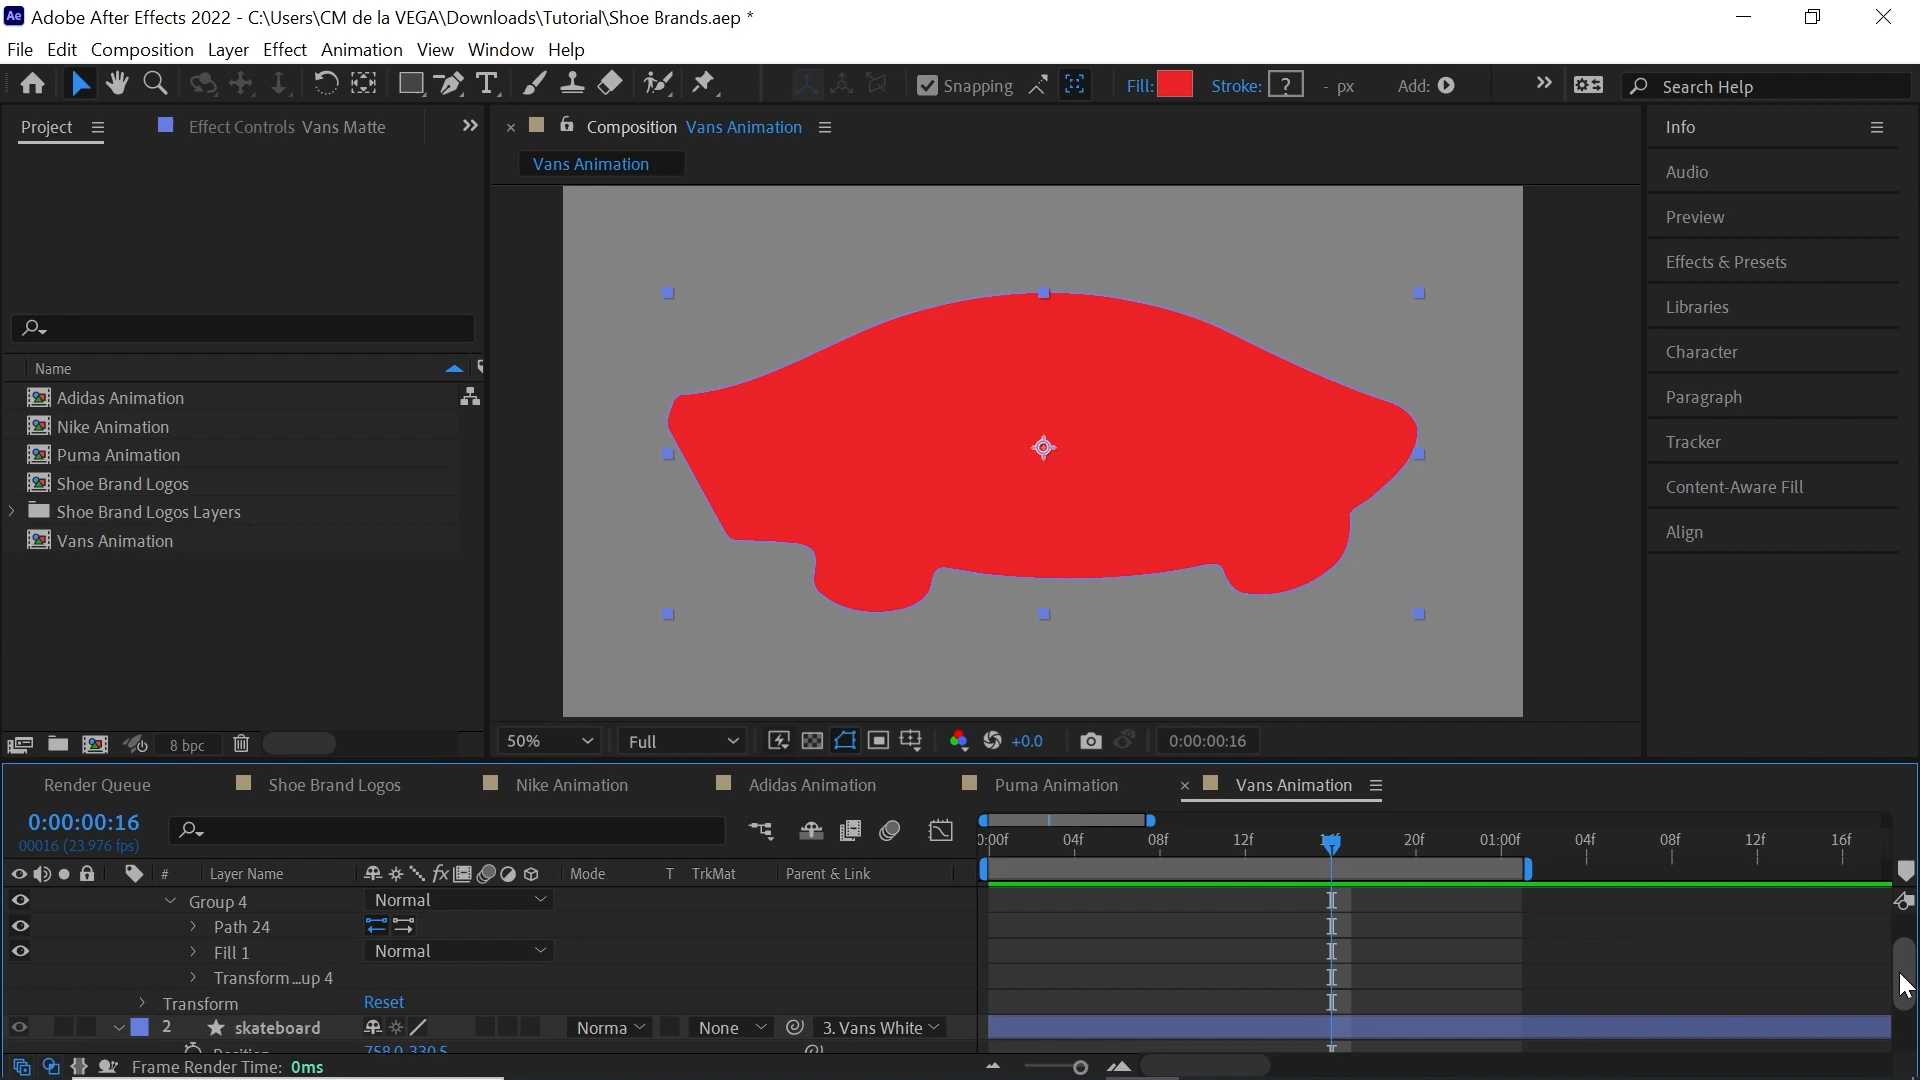 Ae Adobe After Effects 2022 - C:\Users\CM de la VEGA\Downloads\Tutorial\Shoe Brands.aep *
File Edit Composition Layer Effect Animation View Window Help
Snapping Fill: Stroke: ? - px Add: Search Help
Project Effect Controls Vans Matte
Composition Vans Animation
Vans Animation
Info
Audio
Preview
Effects & Presets
Libraries
Character
Paragraph
Tracker
Content-Aware Fill
Align
Name
Adidas Animation
Nike Animation
Puma Animation
Shoe Brand Logos
Shoe Brand Logos Layers
Vans Animation
8 bpc
50% Full +0.0 0:00:00:16
Render Queue Shoe Brand Logos Nike Animation Adidas Animation Puma Animation Vans Animation
0:00:00:16
00016 (23.976 fps)
04f 08f 12f 20f 01:00f 04f 08f 12f 16f
# Layer Name Mode T TrkMat Parent & Link
Group 4 Normal
Path 24
Fill 1 Normal
Transform...up 4
Transform Reset
2 skateboard Norma None 3. Vans White
Position 758.0, 330.5
Frame Render Time: 0ms